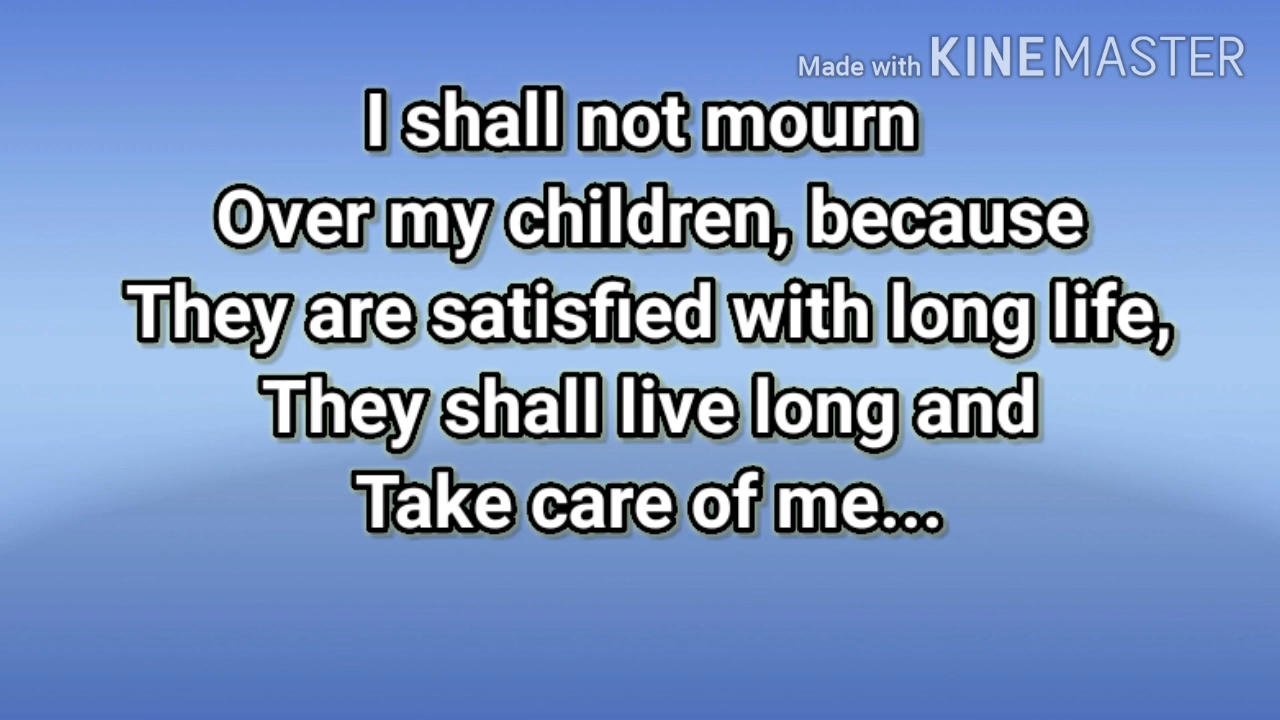 Made with KINEMASTER
I shall not mourn
Over my children, because
They are satisfied with long life,
They shall live long and
Take care of me...